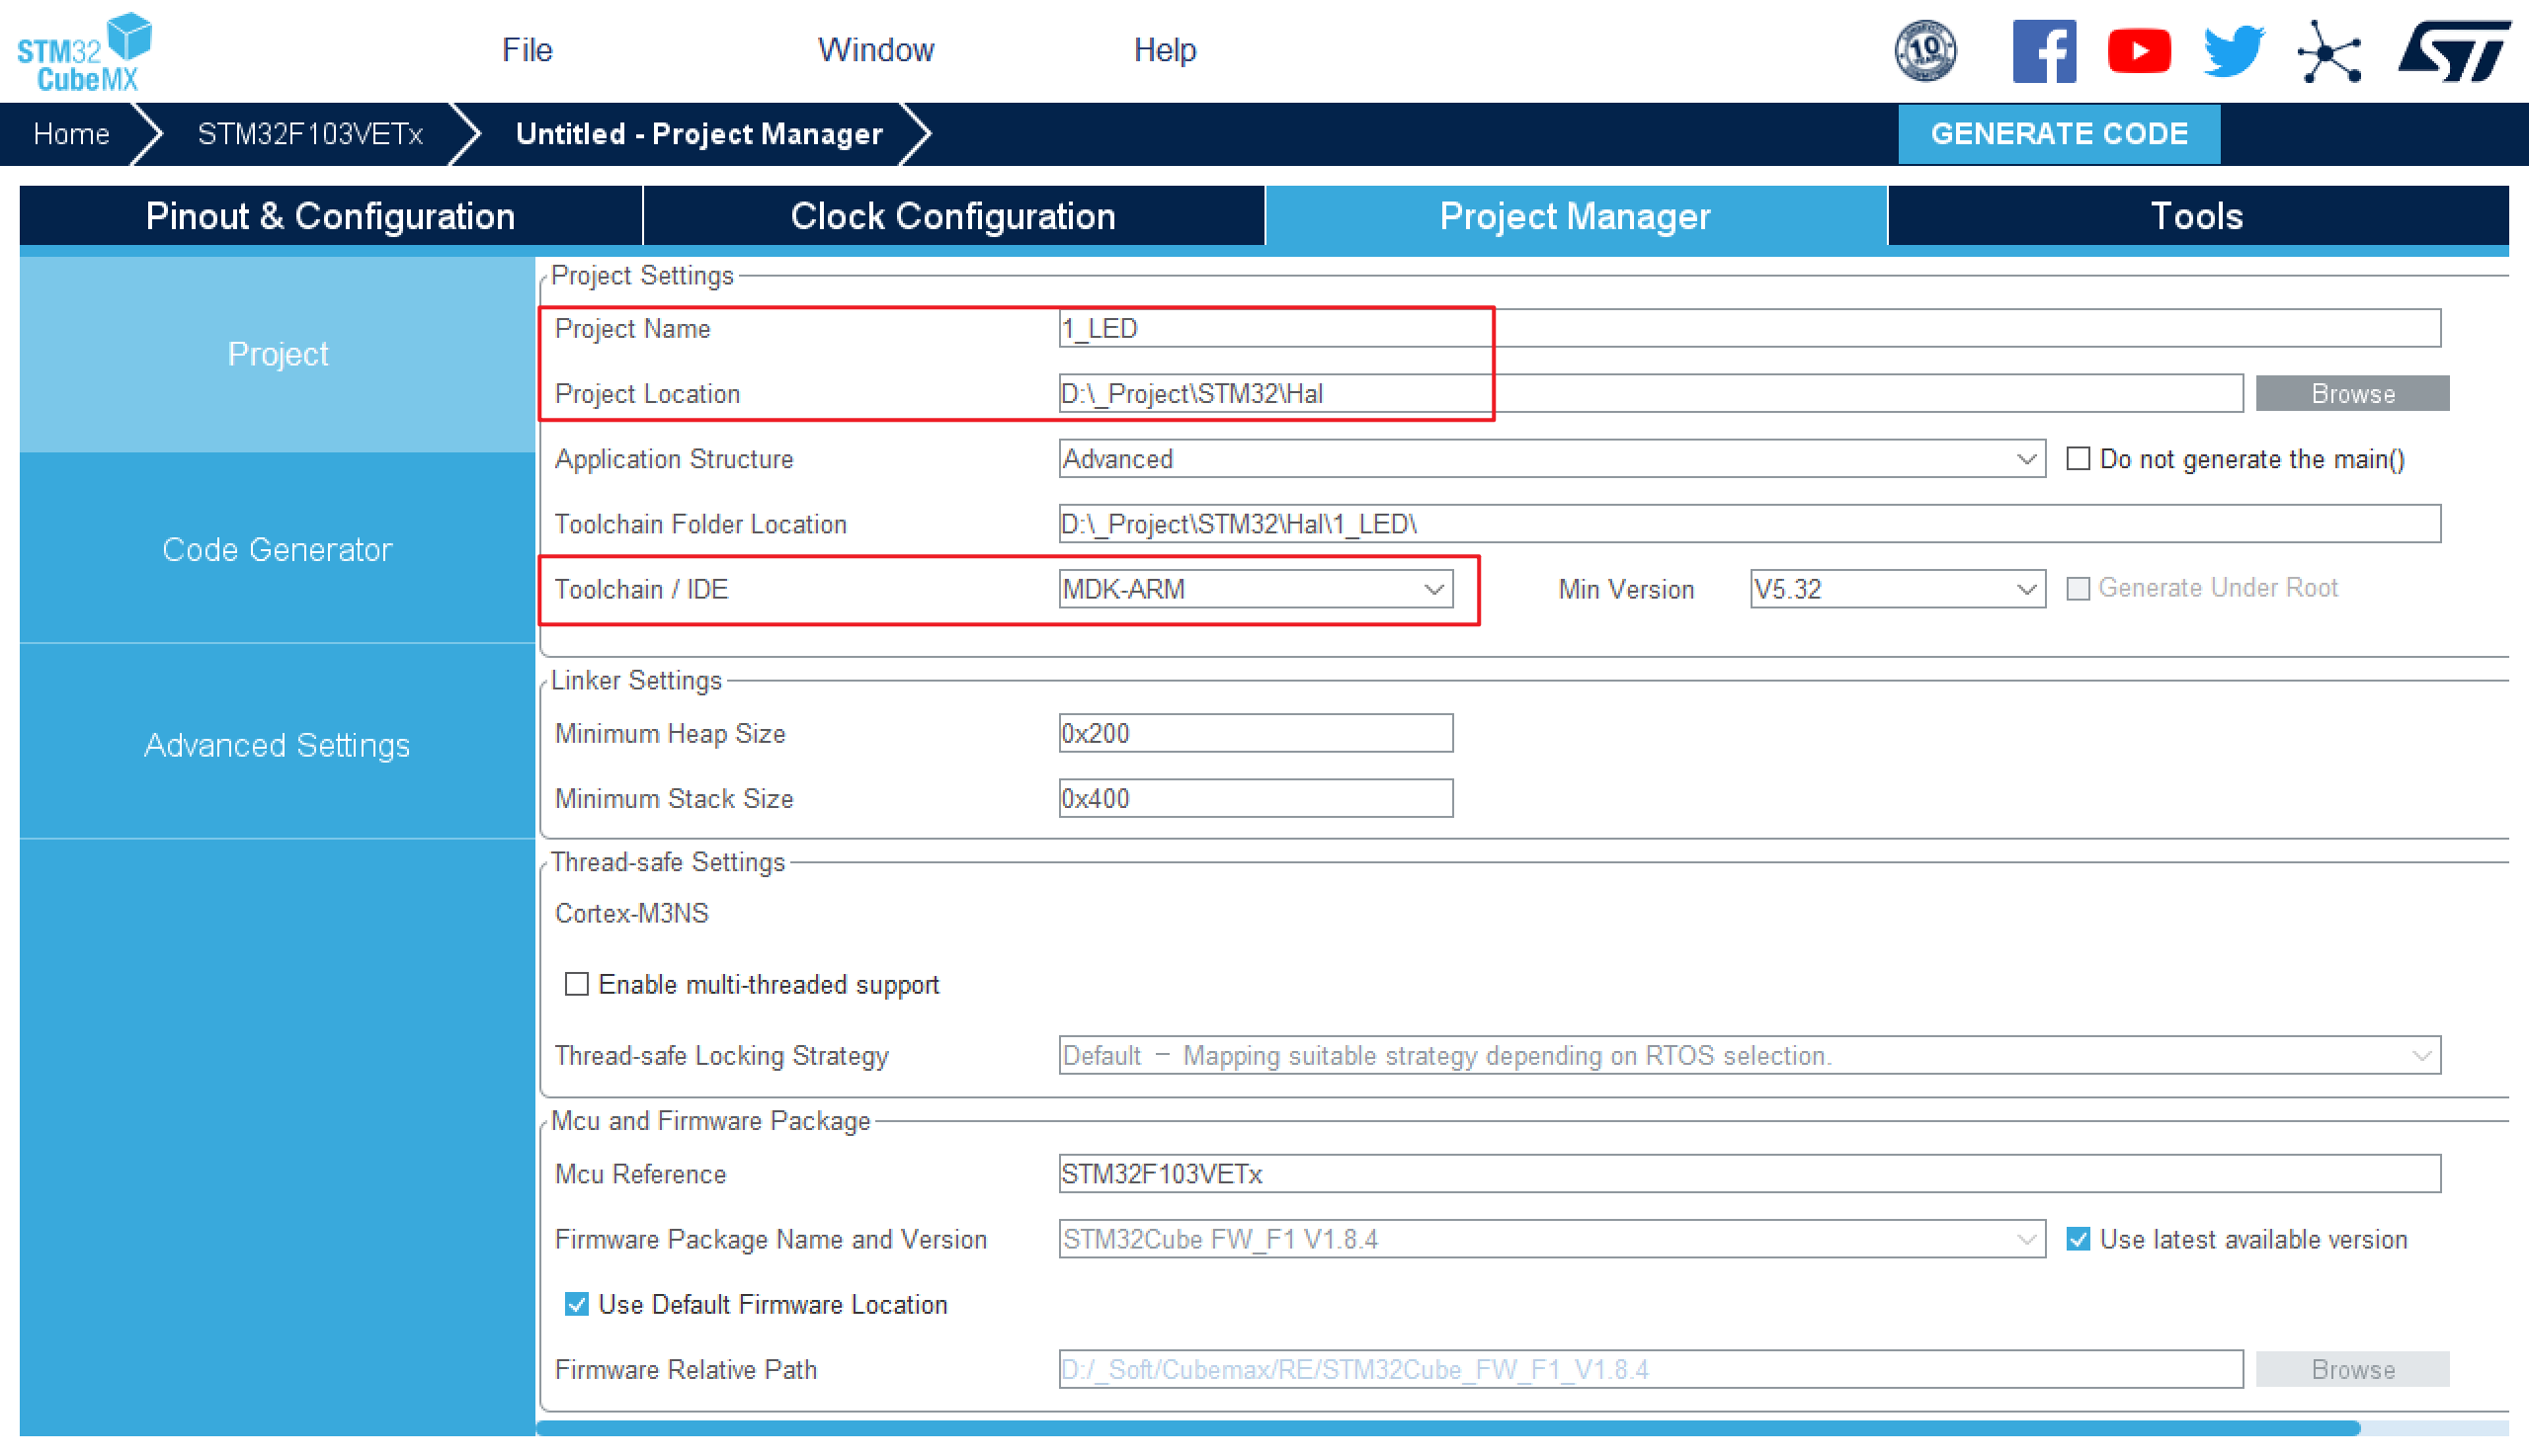 STM32
CubeMX
File
Window
Help
10
YEARS
Home
STM32F103VETx
Untitled - Project Manager
GENERATE CODE
Pinout & Configuration
Clock Configuration
Project Manager
Tools
Project
Code Generator
Advanced Settings
Project Settings
Project Name
1_LED
Project Location
D:\_Project\STM32\Hal
Browse
Application Structure
Advanced
Do not generate the main()
Toolchain Folder Location
D:\_Project\STM32\Hal\1_LED\
Toolchain / IDE
MDK-ARM
Min Version
V5.32
Generate Under Root
Linker Settings
Minimum Heap Size
0x200
Minimum Stack Size
0x400
Thread-safe Settings
Cortex-M3NS
Enable multi-threaded support
Thread-safe Locking Strategy
Default – Mapping suitable strategy depending on RTOS selection.
Mcu and Firmware Package
Mcu Reference
STM32F103VETx
Firmware Package Name and Version
STM32Cube FW_F1 V1.8.4
Use latest available version
Use Default Firmware Location
Firmware Relative Path
D:/_Soft/Cubemax/RE/STM32Cube_FW_F1_V1.8.4
Browse